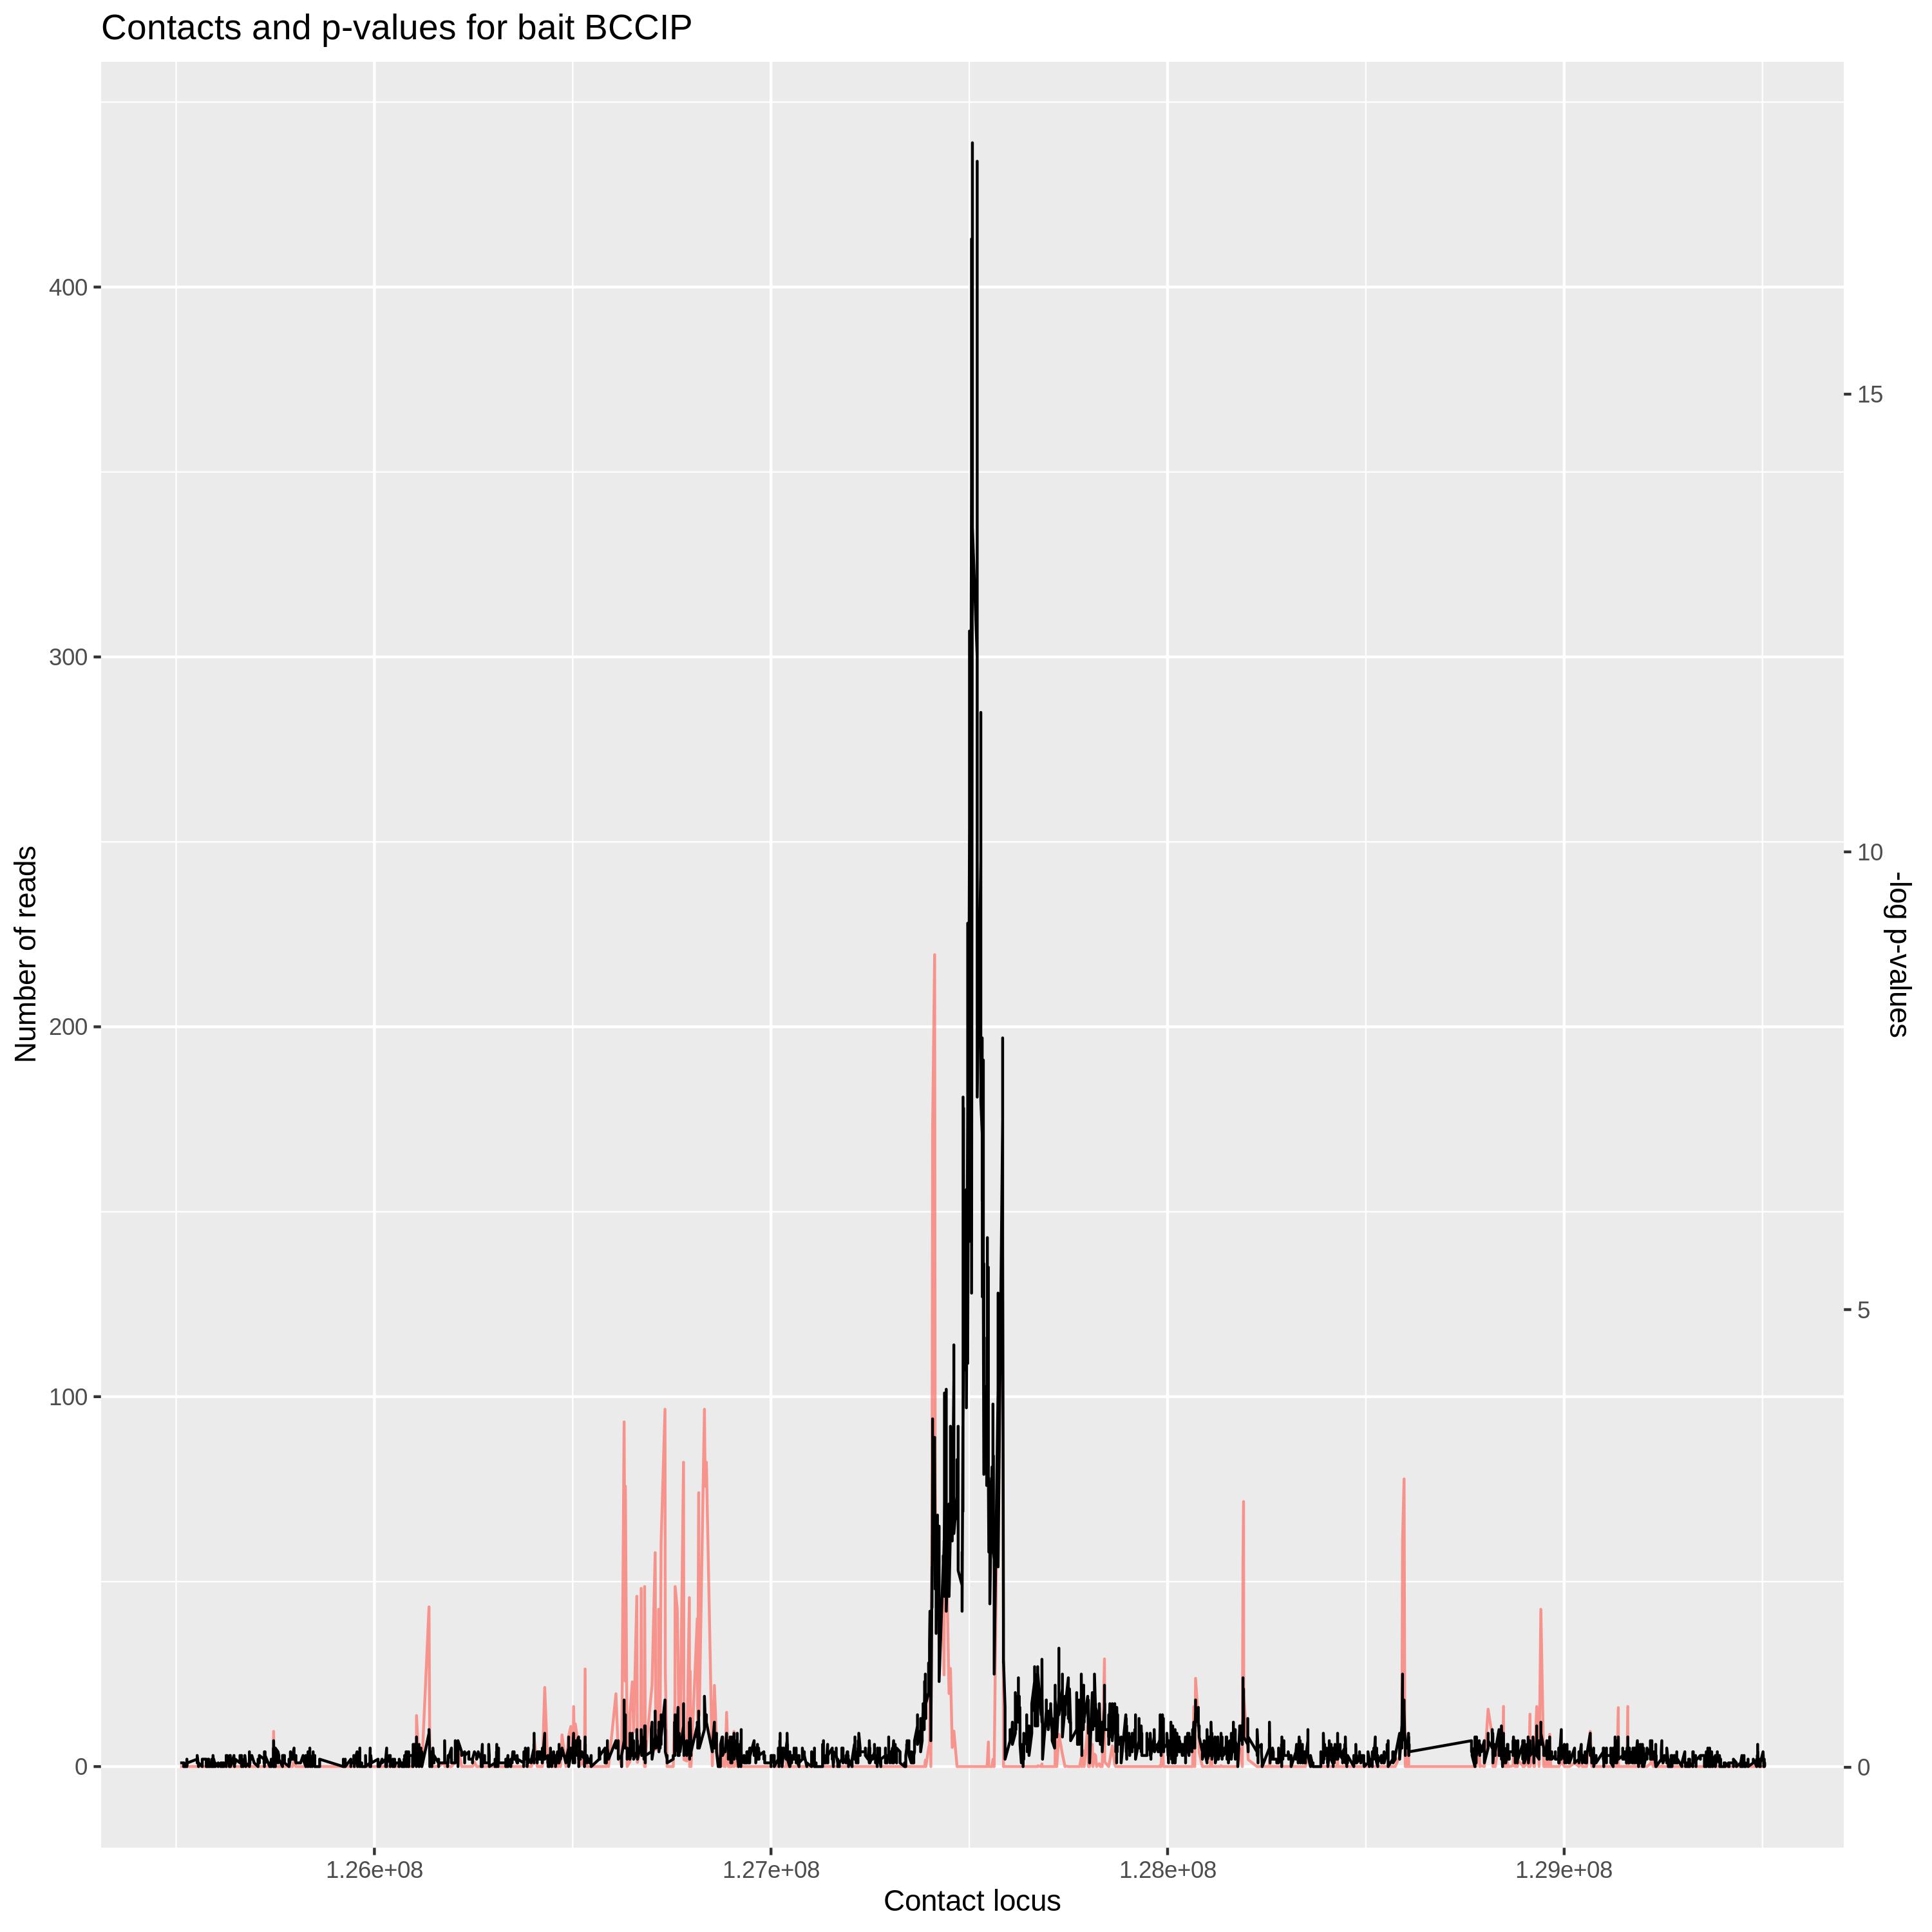 Contacts and p-values for bait BCCIP
400
300
200
100
0
15
10
5
0
Number of reads
-log p-values
1.26e+08
1.27e+08
1.28e+08
1.29e+08
Contact locus